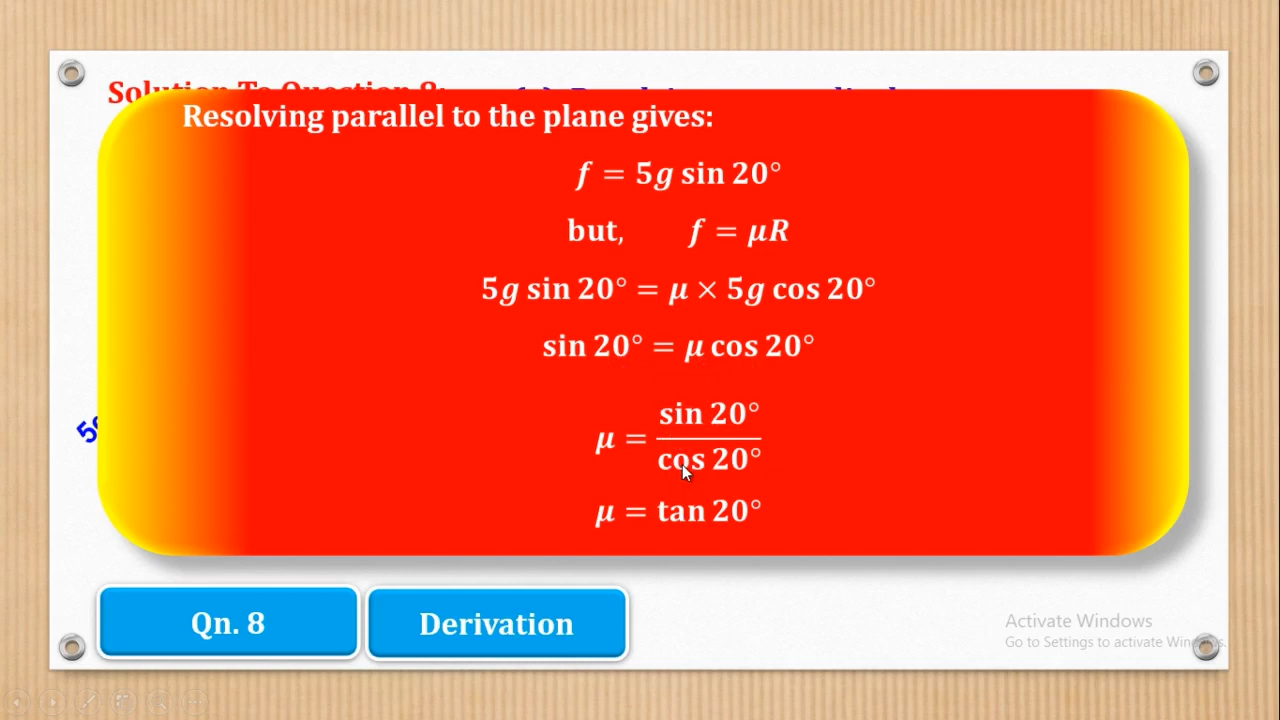 Resolving parallel to the plane gives:
f = 5g sin 20°
but, f = μR
5g sin 20° = μ × 5g cos 20°
sin 20° = μ cos 20°
μ = sin 20° / cos 20°
μ = tan 20°
Qn. 8
Derivation
Activate Windows
Go to Settings to activate Windows.